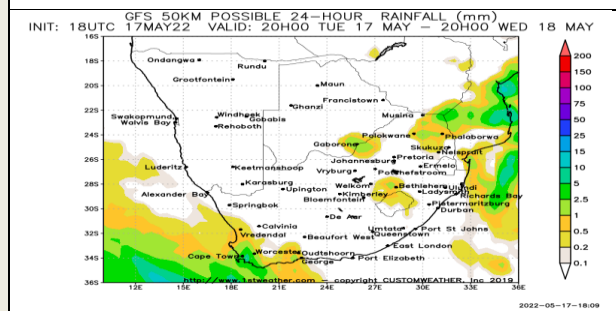 GFS 50KM POSSIBLE 24-HOUR RAINFALL (mm)
INIT: 18UTC 17MAY22 VALID: 20H00 TUE 17 MAY - 20H00 WED 18 MAY
16S
Ondangwa
Rundu
18S
200
Grootfontein
150
20S
Maun
100
Francistown
Ghanzi
75
22S
Swakopmund
Windhoek
Gobabis
Musina
50
Walvis Bay
Rehoboth
24S
Polokwane
Phalaborwa
25
Gaborone
Skukuza
15
Pretoria
Nelspruit
26S
Johannesburg
10
Luderitz
Keetmanshoop
Vryburg
Ermelo
Potchefstroom
5
28S
Karasburg
Welkom
Bethlehem
Ulundi
2.5
Alexander Bay
Upington
Kimberley
Ladysmith
Richards Bay
Springbok
Bloemfontein
Pietermaritzburg
1
30S
Durban
De Aar
0.5
Calvinia
Umtata
Port St Johns
32S
Vredendal
Beaufort West
Queenstown
0.2
East London
0.1
34S
Worcester
Oudtshoorn
Cape Town
George
Port Elizabeth
http://www.1stweather.com - copyright CUSTOMWEATHER, Inc 2019
36S
12E 15E 18E 21E 24E 27E 30E 33E 36E
2022-05-17-18:09